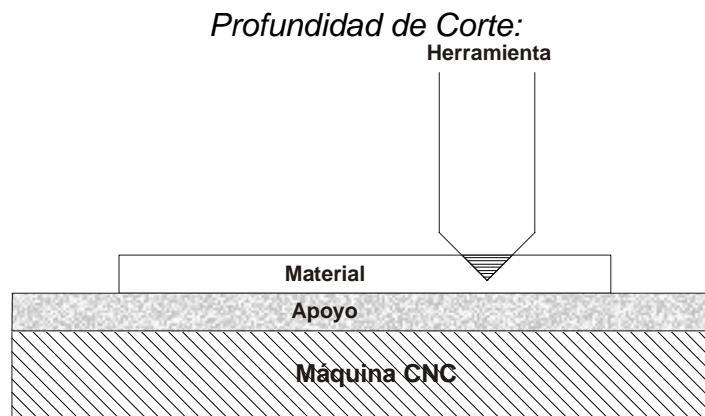 Profundidad de Corte:
Herramienta
Material
Apoyo
Máquina CNC